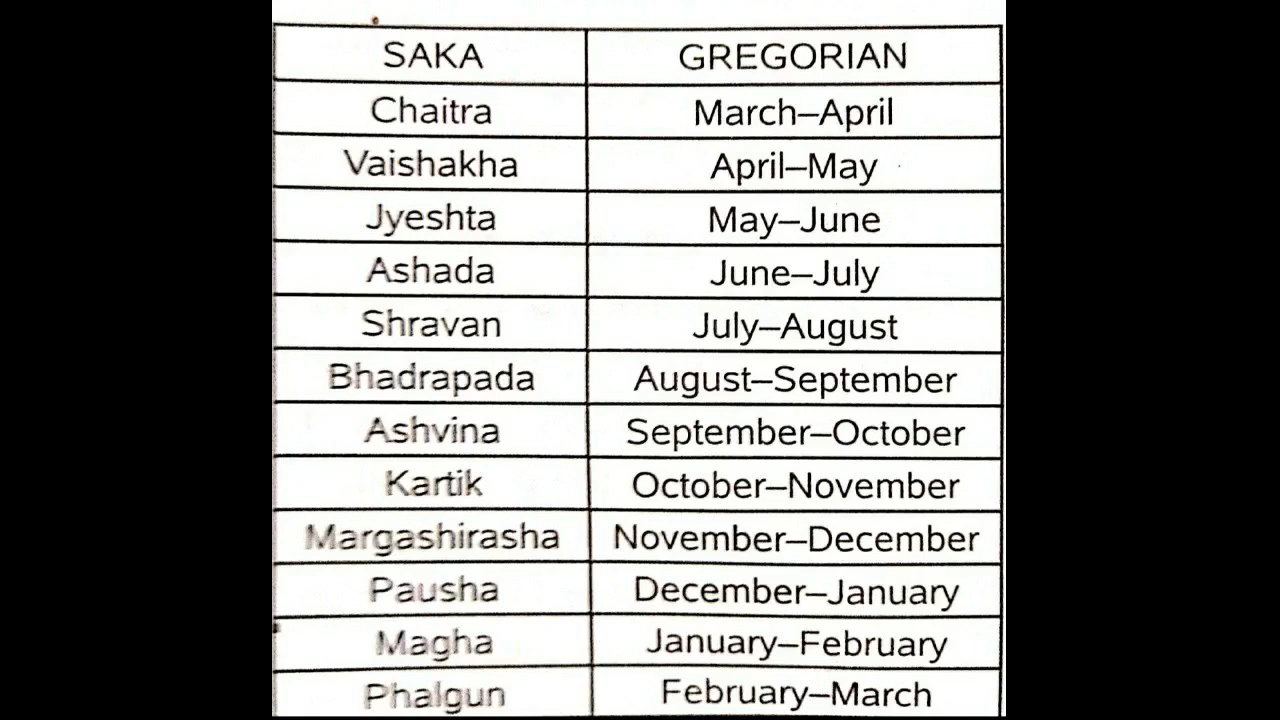 SAKA GREGORIAN
Chaitra March–April
Vaishakha April–May
Jyeshta May–June
Ashada June–July
Shravan July–August
Bhadrapada August–September
Ashvina September–October
Kartik October–November
Margashirasha November–December
Pausha December–January
Magha January–February
Phalgun February–March